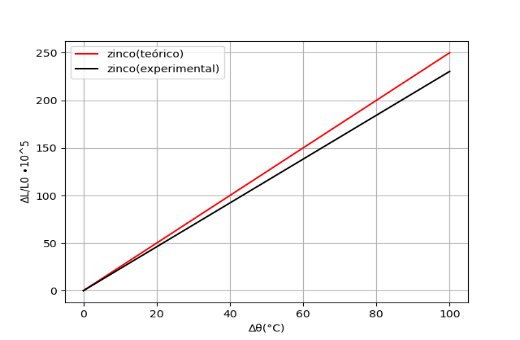 zinco(teórico)
zinco(experimental)
250
200
150
100
50
0
ΔL/L0 •10^5
0 20 40 60 80 100
Δθ(°C)